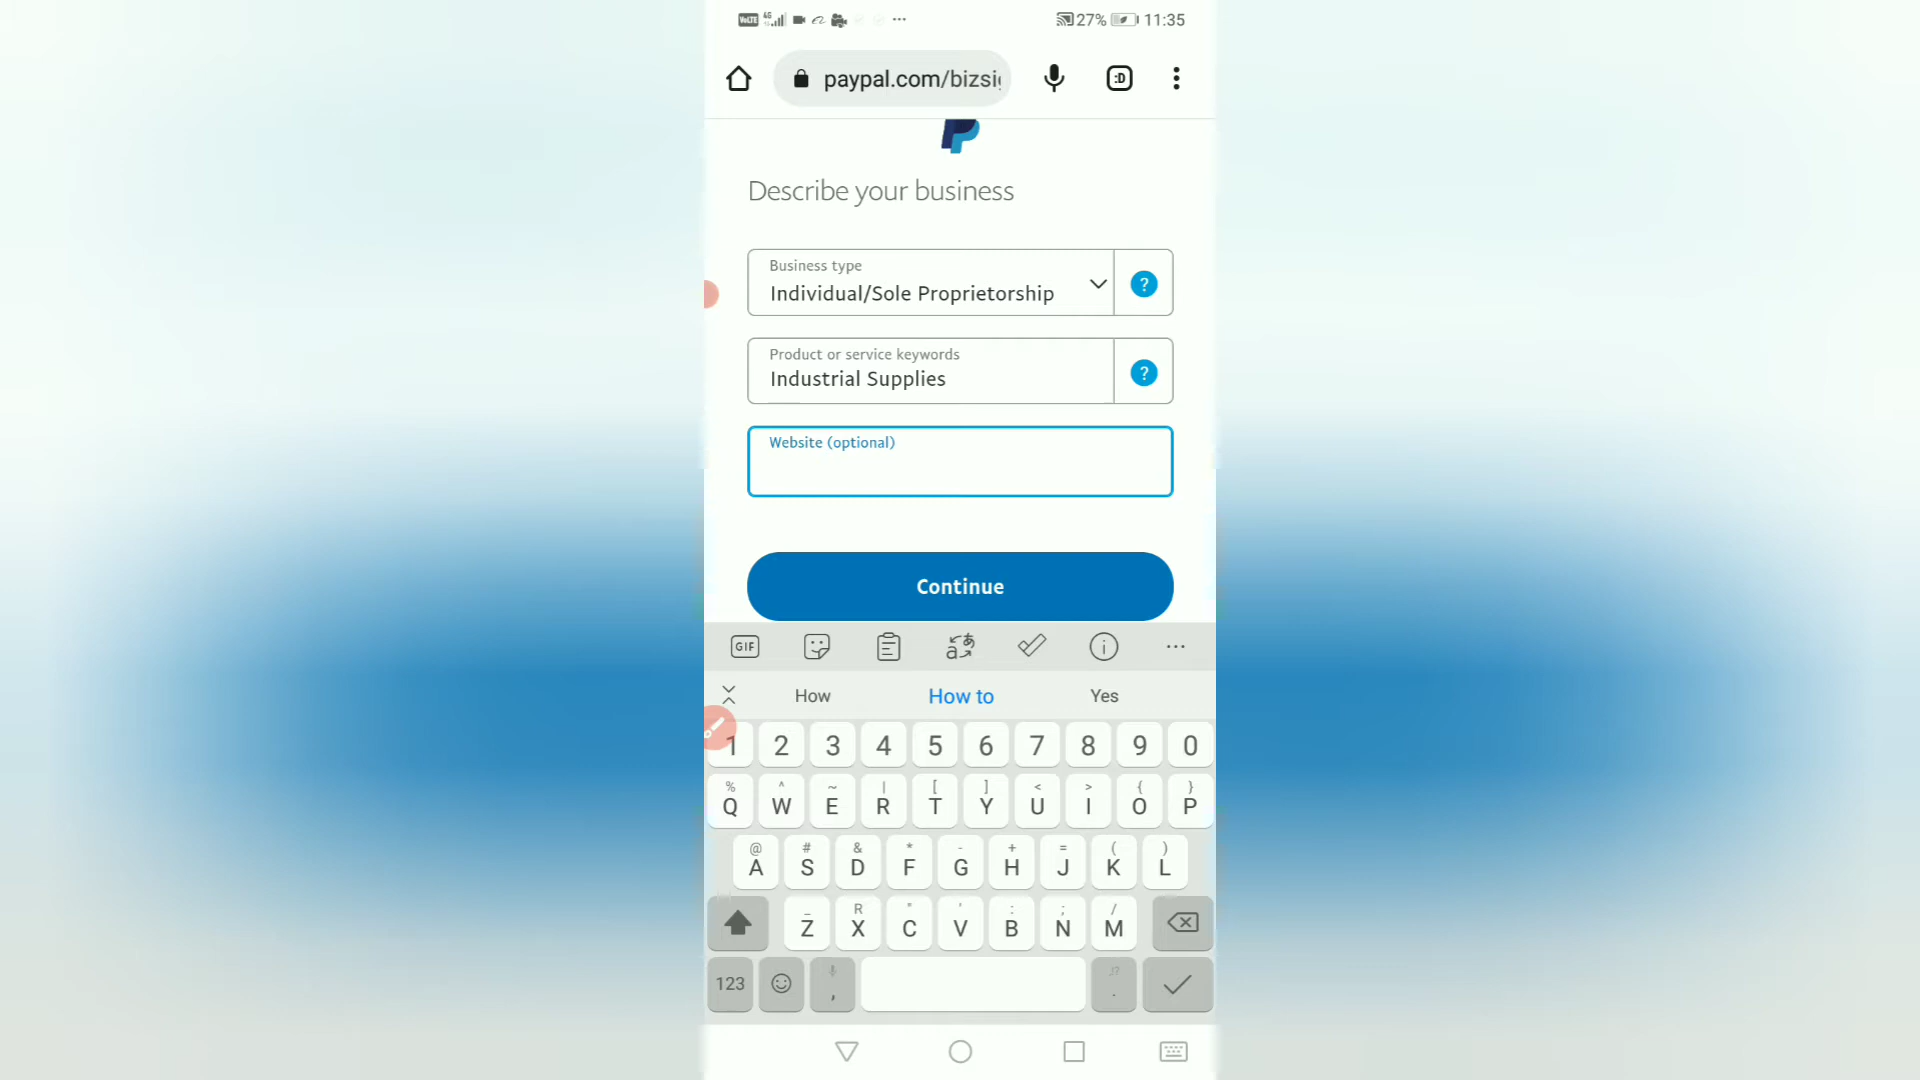 VoLTE 4G 27% 11:35
paypal.com/bizsi :D
Describe your business
Business type
Individual/Sole Proprietorship ?
Product or service keywords
Industrial Supplies ?
Website (optional)
Continue
GIF
How How to Yes
1 2 3 4 5 6 7 8 9 0
% ^ ~ | [ ] < > { }
Q W E R T Y U I O P
@ # & * - + = ( )
A S D F G H J K L
_ R " ' : ; /
Z X C V B N M
123 , .